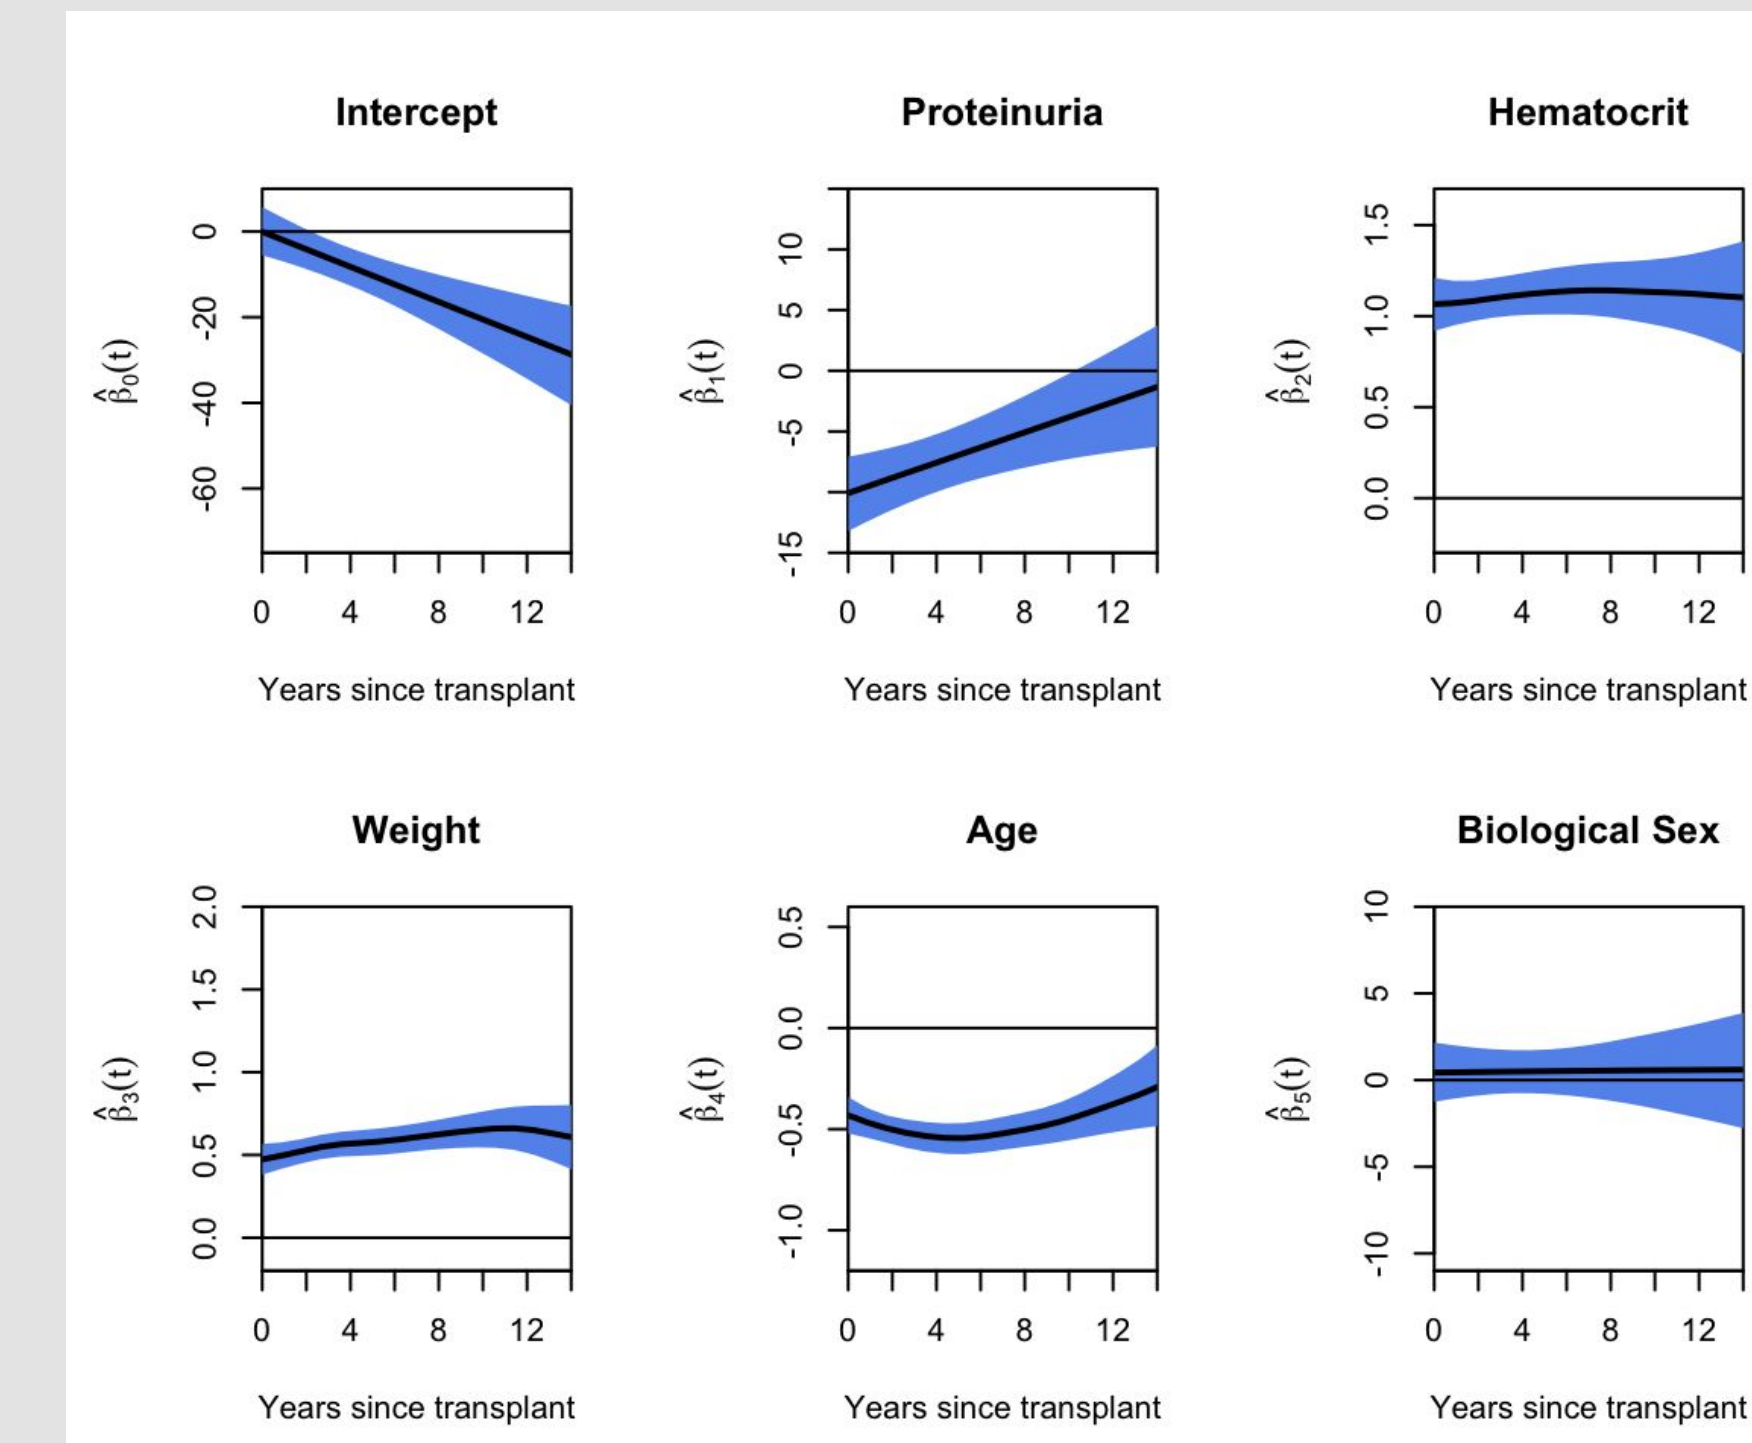 Intercept
Proteinuria
Hematocrit
β̂₀(t)
0
-20
-40
-60
0 4 8 12
Years since transplant
β̂₁(t)
10
5
0
-5
-15
0 4 8 12
Years since transplant
β̂₂(t)
1.5
1.0
0.5
0.0
0 4 8 12
Years since transplant
Weight
Age
Biological Sex
β̂₃(t)
2.0
1.5
1.0
0.5
0.0
0 4 8 12
Years since transplant
β̂₄(t)
0.5
0.0
-0.5
-1.0
0 4 8 12
Years since transplant
β̂₅(t)
10
5
0
-5
-10
0 4 8 12
Years since transplant